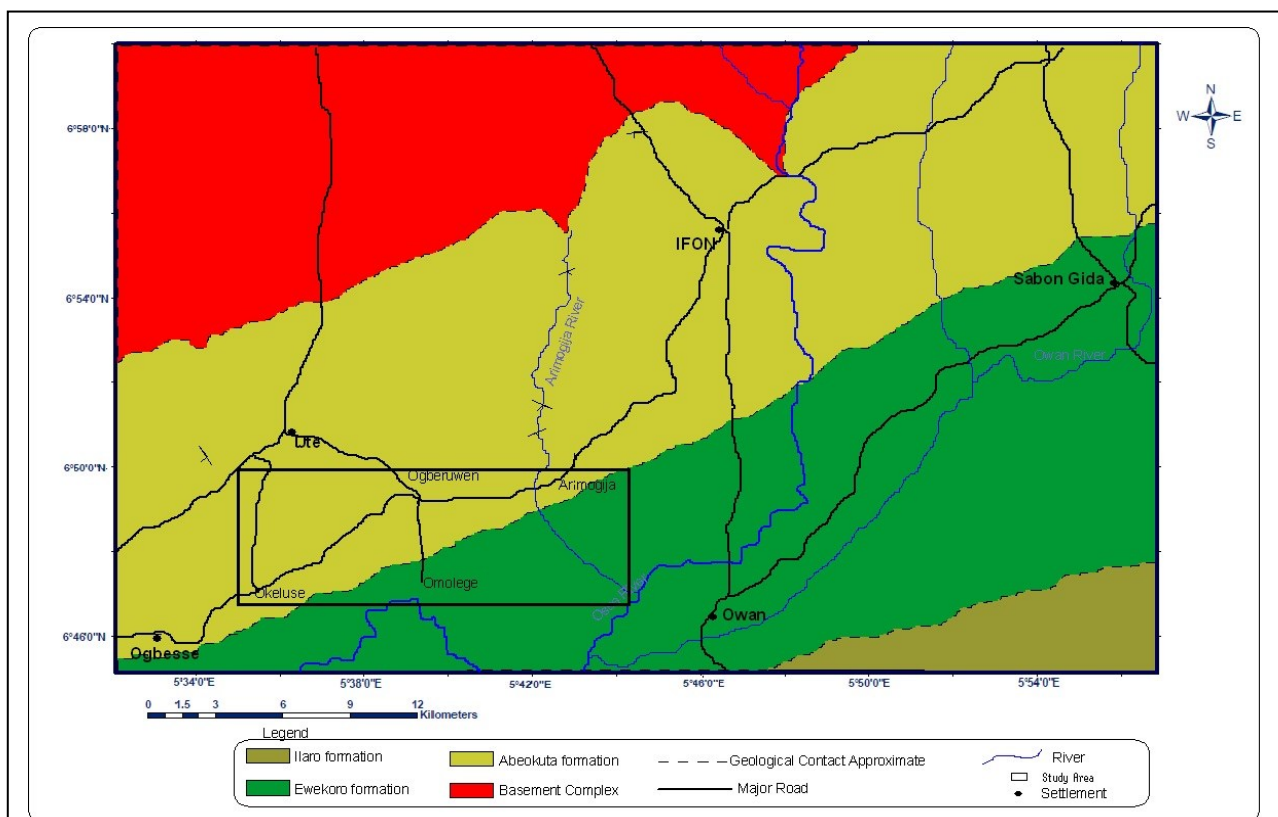 N
W E
S
6°58'0"N
IFON
Sabon Gida
6°54'0"N
Arimogija River
Owan River
Ute
6°50'0"N
Ogberuwen
Arimogija
Omolege
Okeluse
Owan
6°46'0"N
Ogbesse
5°34'0"E 5°38'0"E 5°42'0"E 5°46'0"E 5°50'0"E 5°54'0"E
0 1.5 3 6 9 12
Kilometers
Legend
Ilaro formation
Abeokuta formation
Geological Contact Approximate
River
Study Area
Ewekoro formation
Basement Complex
Major Road
Settlement